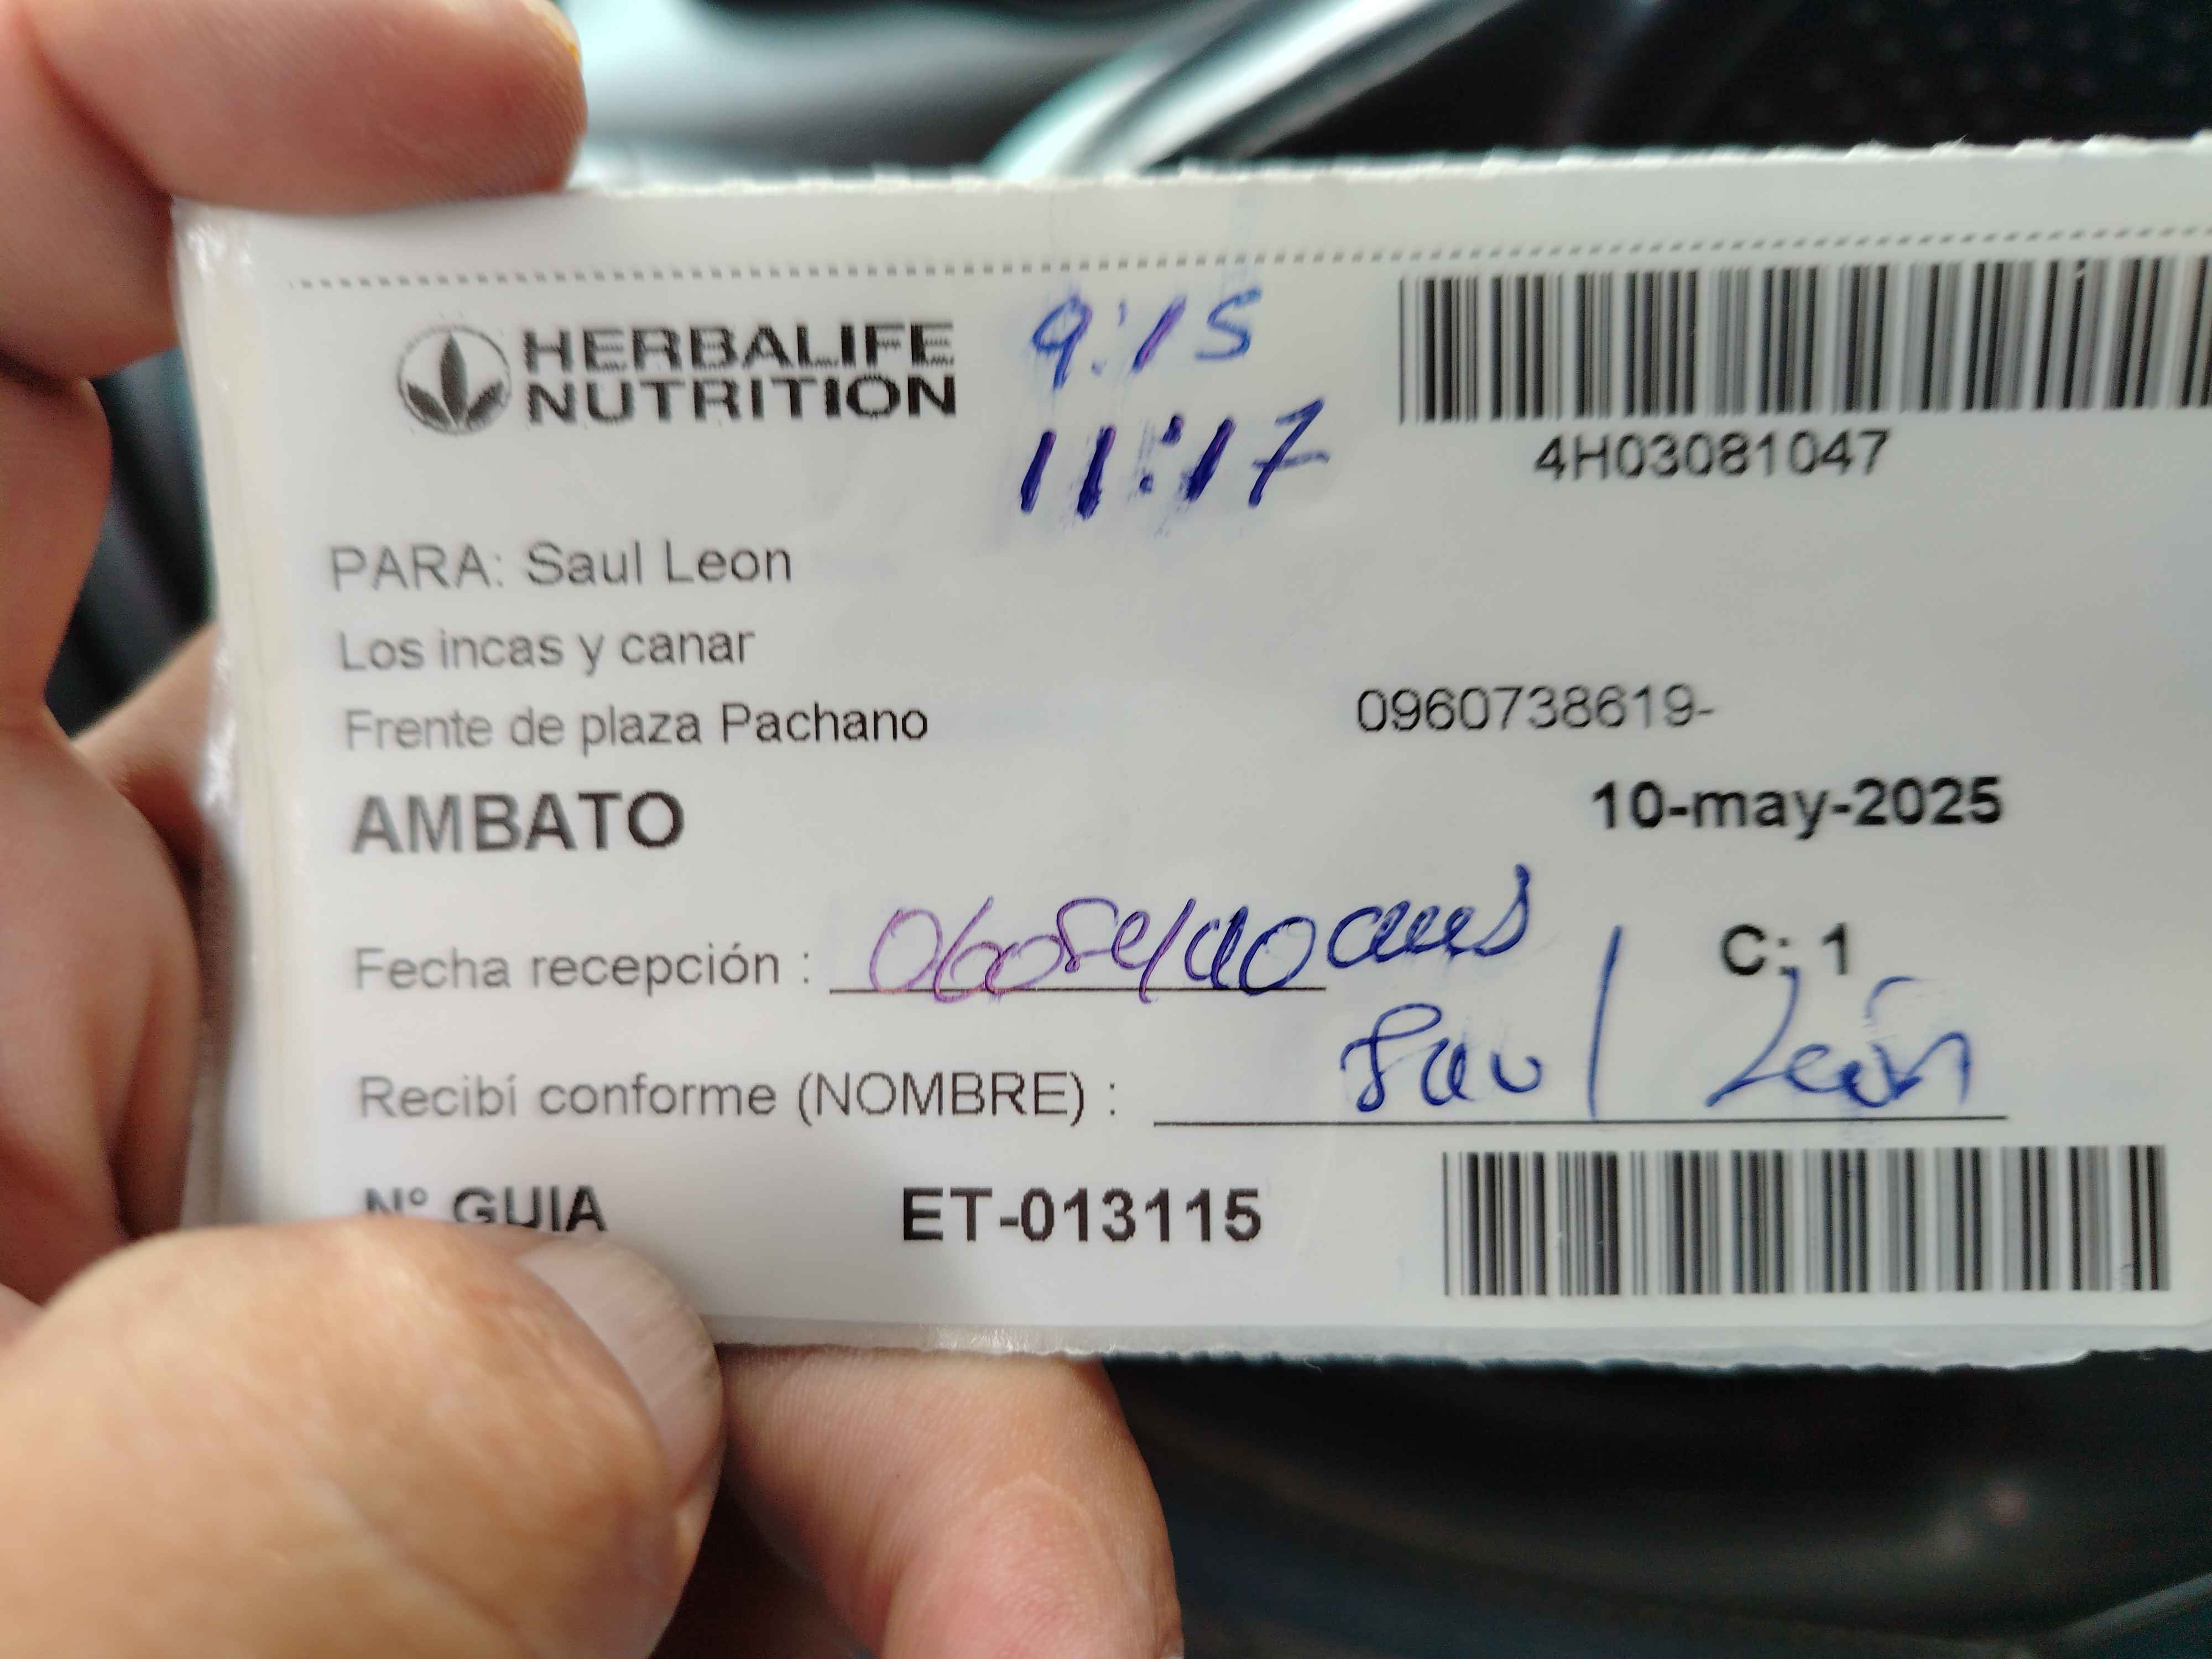 HERBALIFE
NUTRITION
9:15
11:17
4H03081047
PARA: Saul Leon
Los incas y canar
Frente de plaza Pachano
0960738619-
AMBATO
10-may-2025
Fecha recepción :
C: 1
Recibí conforme (NOMBRE) : Saul León
Nº GUIA ET-013115